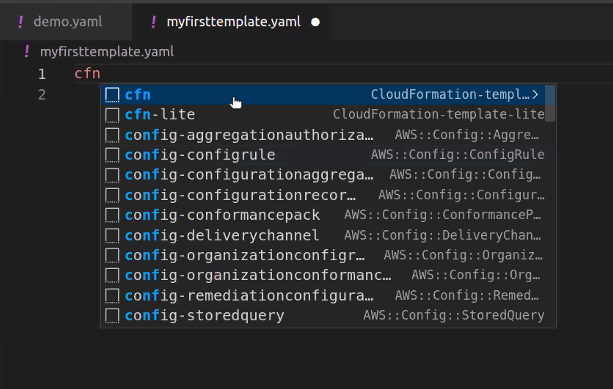 ! demo.yaml ! myfirsttemplate.yaml
! myfirsttemplate.yaml
1 cfn
2
cfn CloudFormation-templ…>
cfn-lite CloudFormation-template-lite
config-aggregationauthoriza… AWS::Config::Aggre…
config-configrule AWS::Config::ConfigRule
config-configurationaggrega… AWS::Config::Config…
config-configurationrecor… AWS::Config::Configur…
config-conformancepack AWS::Config::ConformanceP…
config-deliverychannel AWS::Config::DeliveryChan…
config-organizationconfigr… AWS::Config::Organiz…
config-organizationconformanc… AWS::Config::Org…
config-remediationconfigura… AWS::Config::Remed…
config-storedquery AWS::Config::StoredQuery